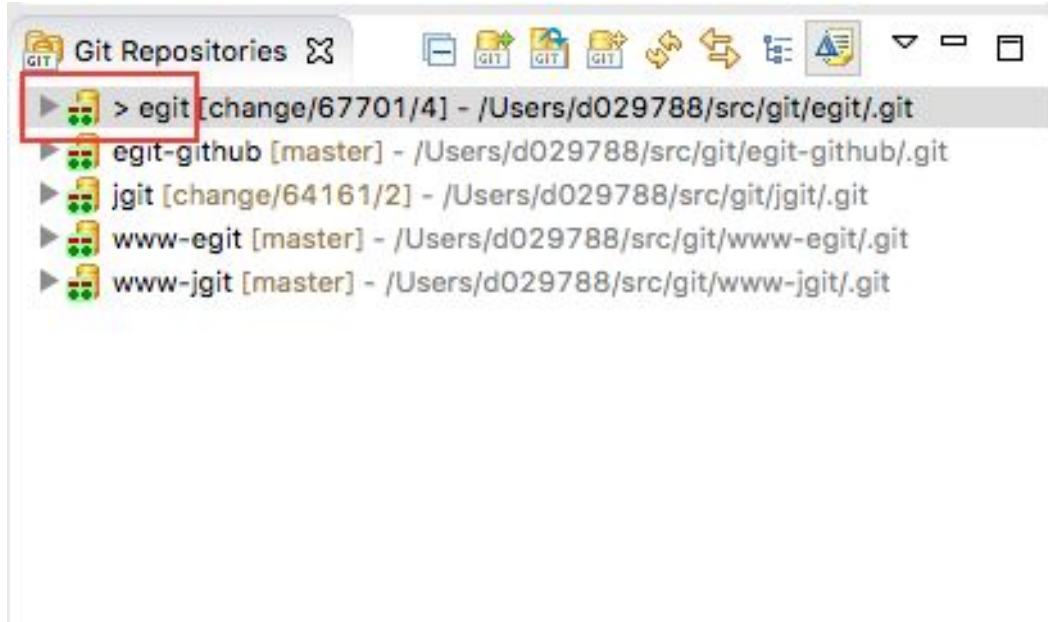 Git Repositories
> egit [change/67701/4] - /Users/d029788/src/git/egit/.git
egit-github [master] - /Users/d029788/src/git/egit-github/.git
jgit [change/64161/2] - /Users/d029788/src/git/jgit/.git
www-egit [master] - /Users/d029788/src/git/www-egit/.git
www-jgit [master] - /Users/d029788/src/git/www-jgit/.git